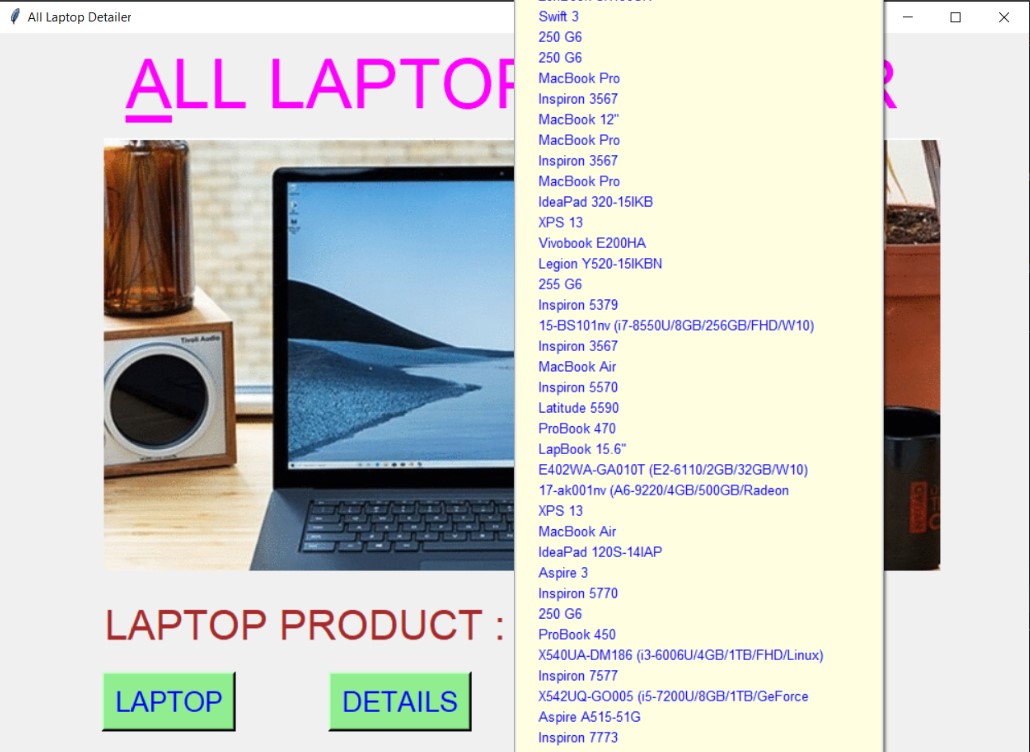 All Laptop Detailer
ALL LAPTOP
R
Swift 3
250 G6
250 G6
MacBook Pro
Inspiron 3567
MacBook 12"
MacBook Pro
Inspiron 3567
MacBook Pro
IdeaPad 320-15IKB
XPS 13
Vivobook E200HA
Legion Y520-15IKBN
255 G6
Inspiron 5379
15-BS101nv (i7-8550U/8GB/256GB/FHD/W10)
Inspiron 3567
MacBook Air
Inspiron 5570
Latitude 5590
ProBook 470
LapBook 15.6"
E402WA-GA010T (E2-6110/2GB/32GB/W10)
17-ak001nv (A6-9220/4GB/500GB/Radeon
XPS 13
MacBook Air
IdeaPad 120S-14IAP
Aspire 3
Inspiron 5770
250 G6
ProBook 450
X540UA-DM186 (i3-6006U/4GB/1TB/FHD/Linux)
Inspiron 7577
X542UQ-GO005 (i5-7200U/8GB/1TB/GeForce
Aspire A515-51G
Inspiron 7773
Tivoli Audio
LAPTOP PRODUCT :
LAPTOP
DETAILS